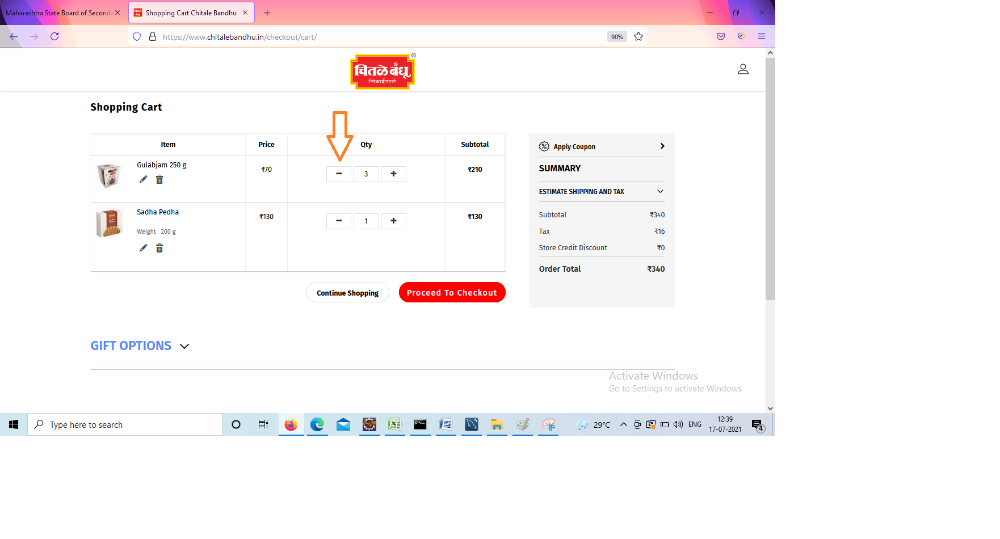 Maharashtra State Board of Seconda
Shopping Cart Chitale Bandhu
https://www.chitalebandhu.in/checkout/cart/
90%
चितळे बंधू
®
मिठाईवाले
Shopping Cart
Item Price Qty Subtotal
Gulabjam 250 g ₹70 3 ₹210
Sadha Pedha ₹130 1 ₹130
Weight 200 g
Continue Shopping Proceed To Checkout
Apply Coupon
SUMMARY
ESTIMATE SHIPPING AND TAX
Subtotal ₹340
Tax ₹16
Store Credit Discount ₹0
Order Total ₹340
GIFT OPTIONS
Activate Windows
Go to Settings to activate Windows.
Type here to search
29°C
ENG
12:39
17-07-2021
4